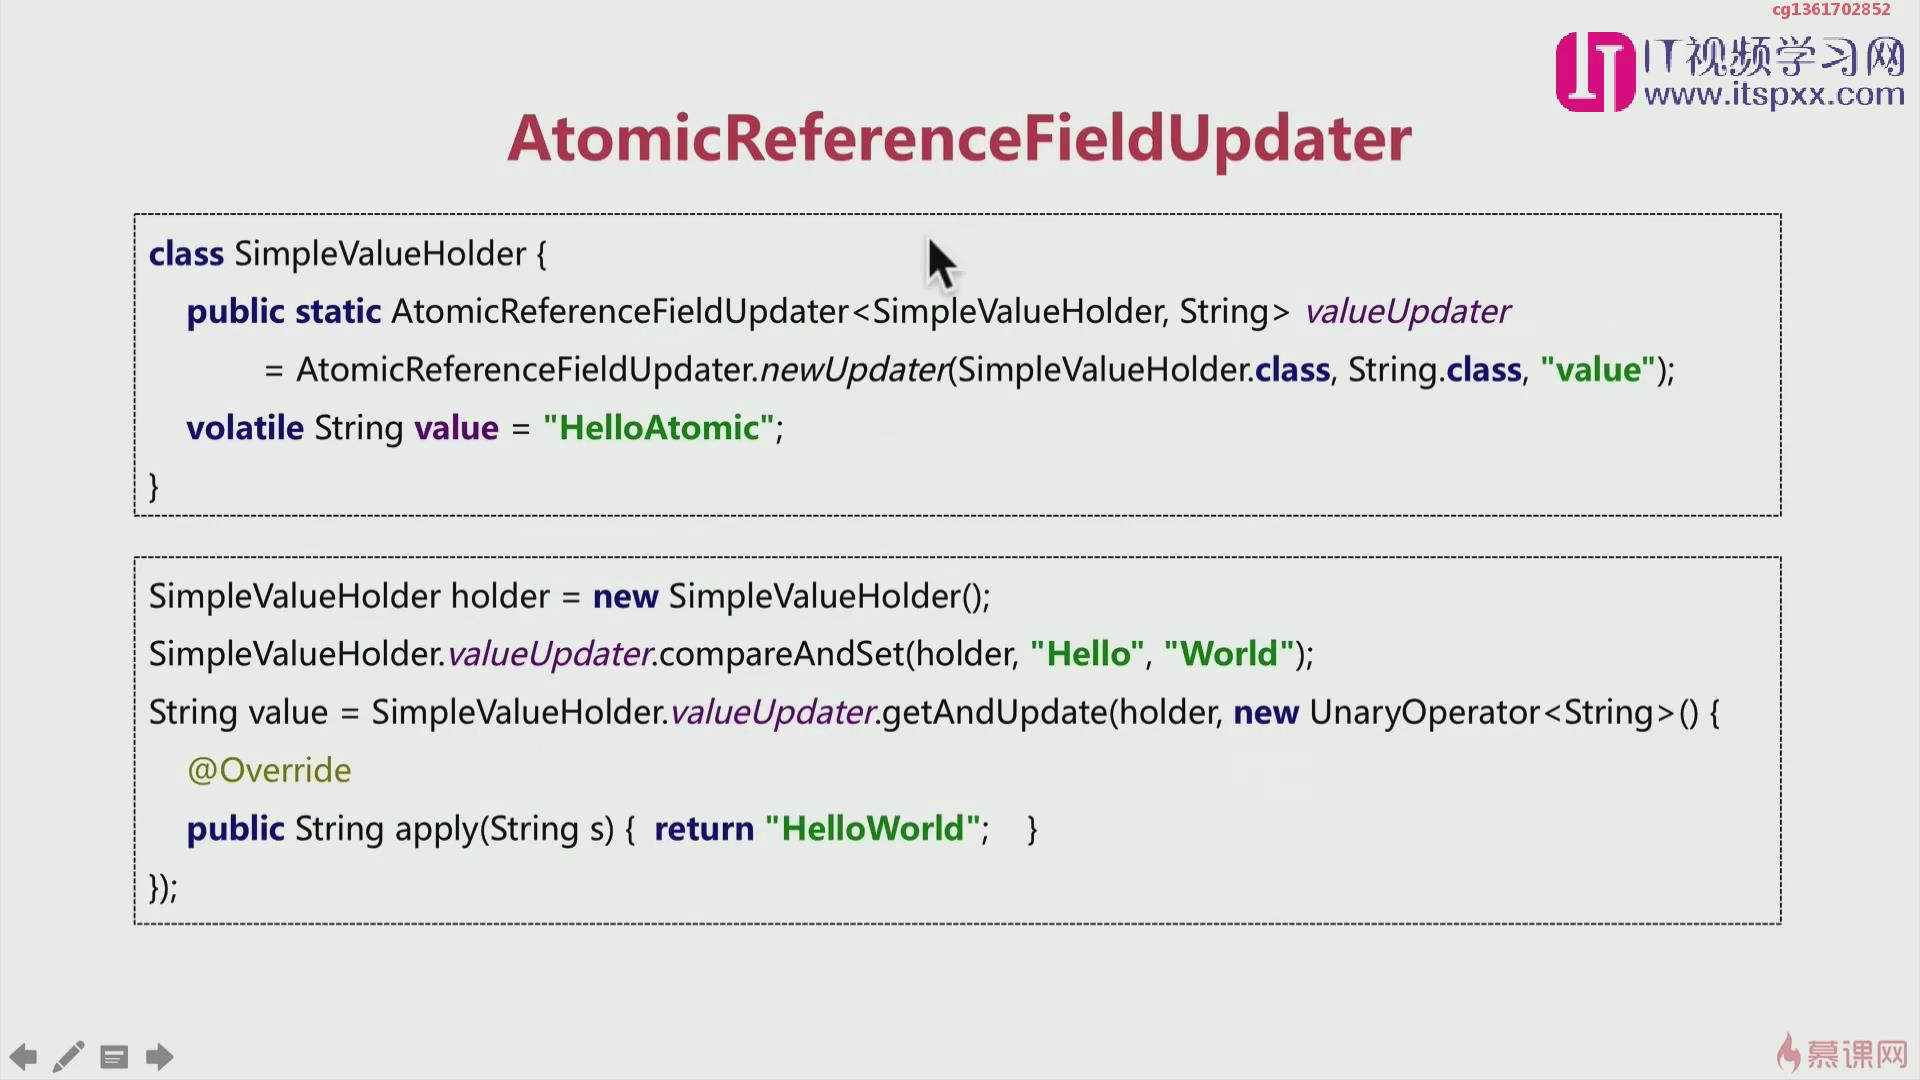 cg1361702852
IT视频学习网
www.itspxx.com
AtomicReferenceFieldUpdater
class SimpleValueHolder {
public static AtomicReferenceFieldUpdater<SimpleValueHolder, String> valueUpdater
= AtomicReferenceFieldUpdater.newUpdater(SimpleValueHolder.class, String.class, "value");
volatile String value = "HelloAtomic";
}
SimpleValueHolder holder = new SimpleValueHolder();
SimpleValueHolder.valueUpdater.compareAndSet(holder, "Hello", "World");
String value = SimpleValueHolder.valueUpdater.getAndUpdate(holder, new UnaryOperator<String>() {
@Override
public String apply(String s) { return "HelloWorld"; }
});
慕课网